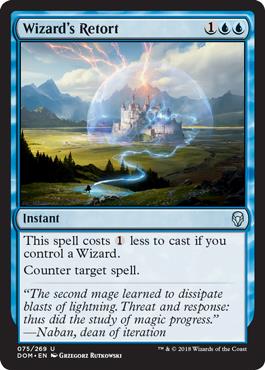 Wizard's Retort 1
Instant
This spell costs 1 less to cast if you
control a Wizard.
Counter target spell.
"The second mage learned to dissipate
blasts of lightning. Threat and response:
thus did the study of magic progress."
—Naban, dean of iteration
075/269 U
DOM • EN Grzegorz Rutkowski
™ & © 2018 Wizards of the Coast